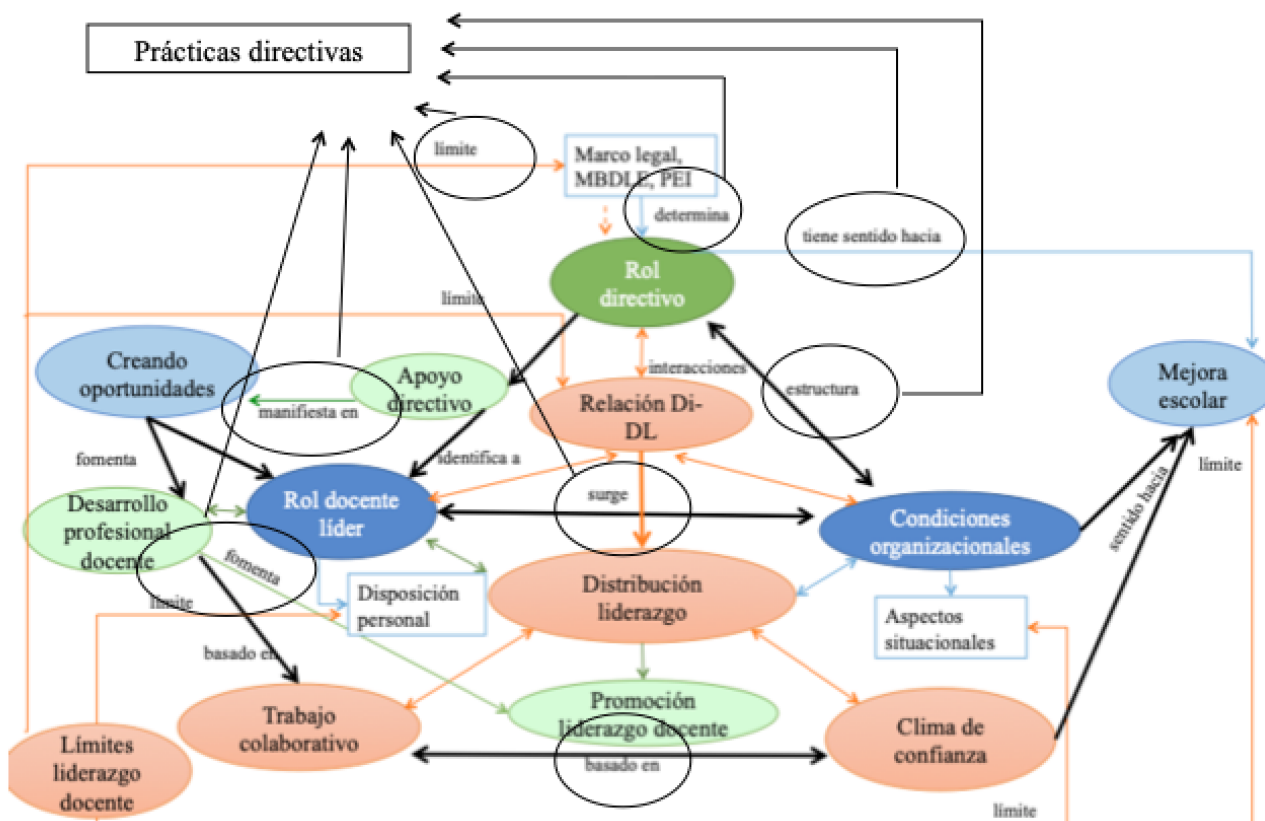 Prácticas directivas
límite
Marco legal,
MBDLE, PEI
determina
tiene sentido hacia
Rol
directivo
límite
Creando
oportunidades
Apoyo
directivo
interacciones
estructura
Mejora
escolar
manifiesta en
Relación Di-
DL
fomenta
identifica a
límite
Desarrollo
profesional
docente
Rol docente
líder
surge
Condiciones
organizacionales
sentido hacia
fomenta
límite
Disposición
personal
Distribución
liderazgo
Aspectos
situacionales
basado en
Trabajo
colaborativo
Promoción
liderazgo docente
Clima de
confianza
Límites
liderazgo
docente
basado en
límite